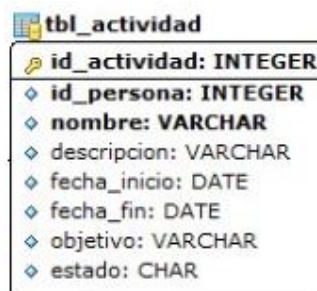 tbl_actividad
id_actividad: INTEGER
id_persona: INTEGER
nombre: VARCHAR
descripcion: VARCHAR
fecha_inicio: DATE
fecha_fin: DATE
objetivo: VARCHAR
estado: CHAR